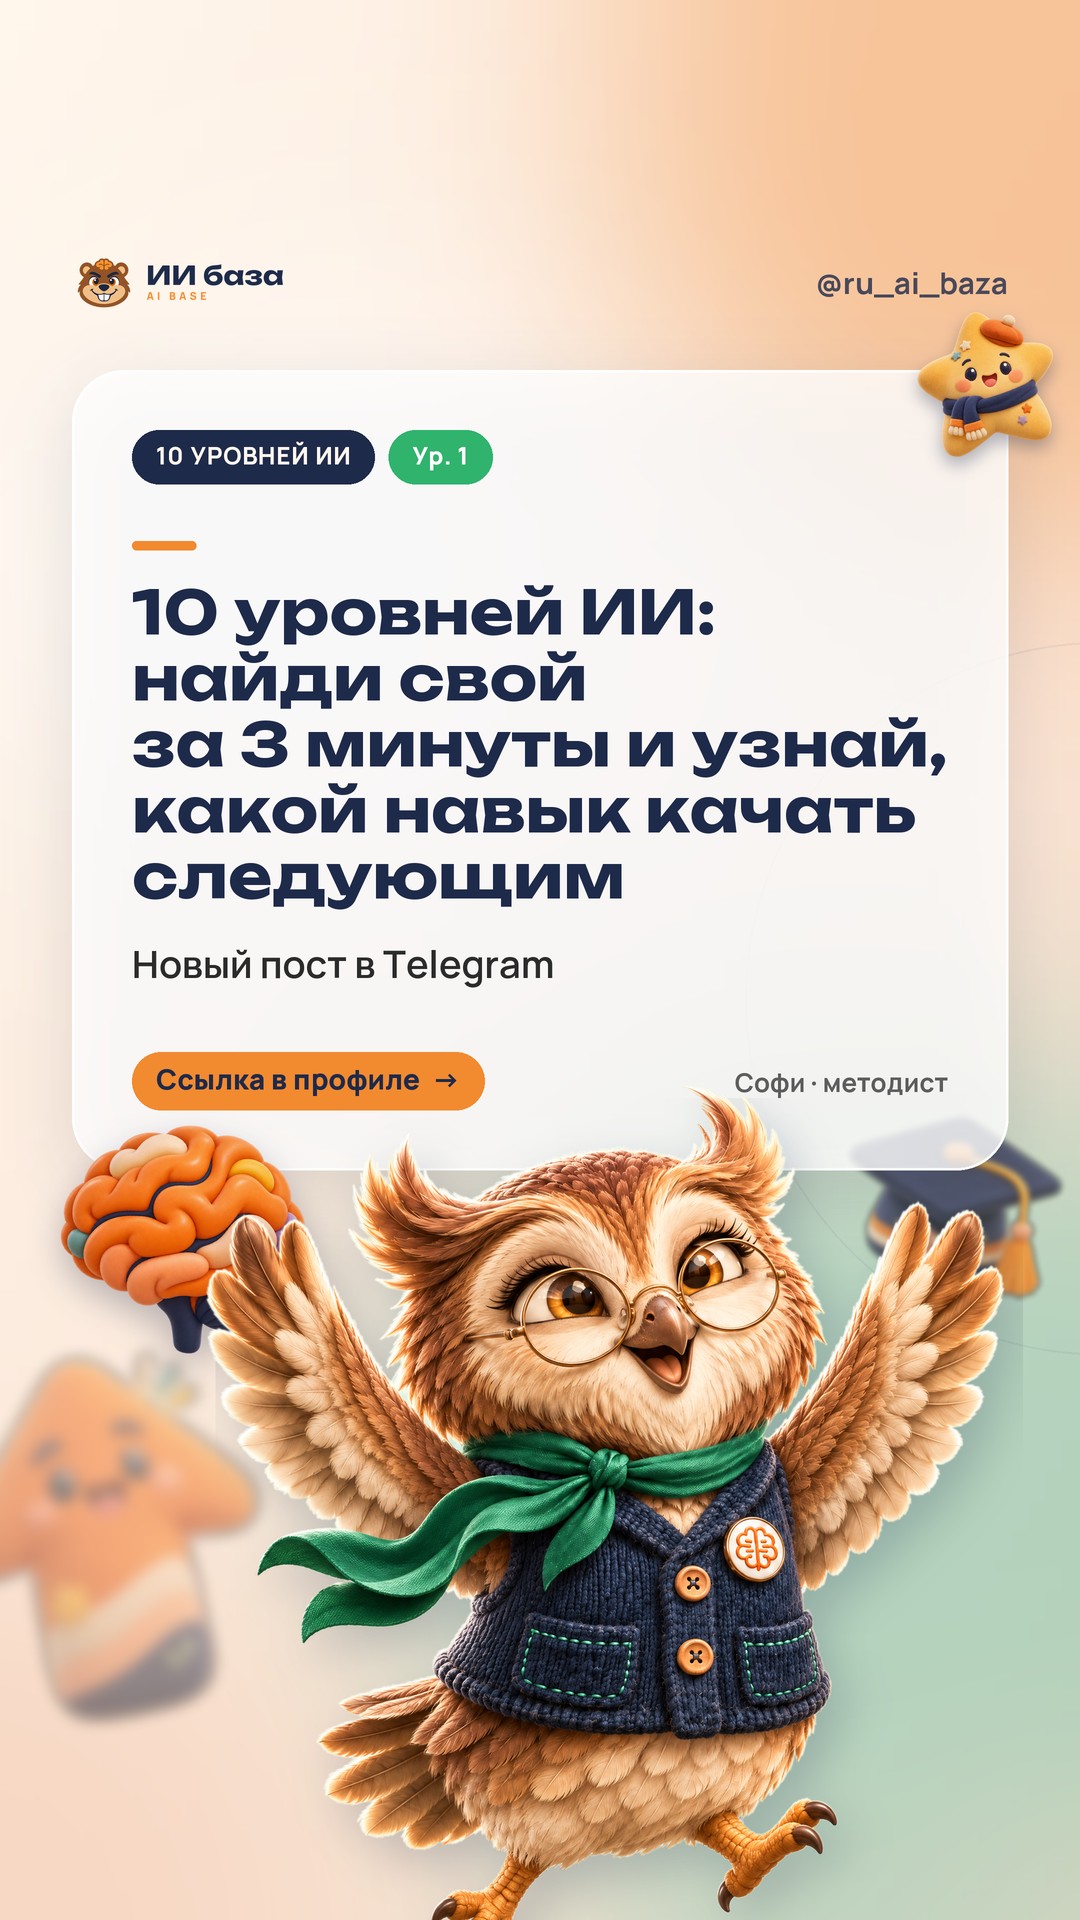 ИИ база
AI BASE
@ru_ai_baza
10 УРОВНЕЙ ИИ
Ур. 1
10 уровней ИИ:
найди свой
за 3 минуты и узнай,
какой навык качать
следующим
Новый пост в Telegram
Ссылка в профиле →
Софи · методист